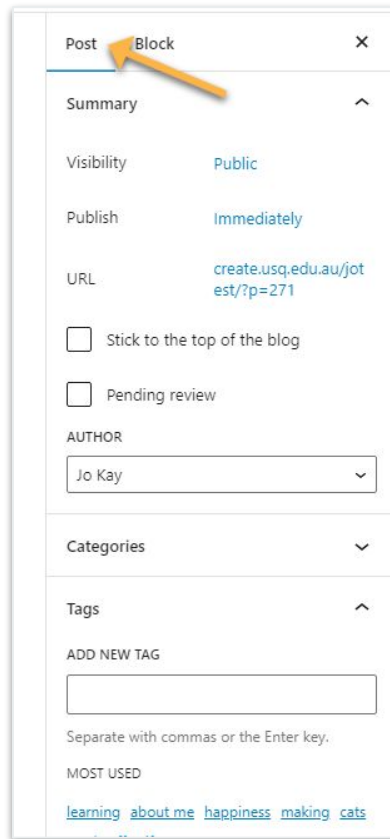 Post Block
Summary
Visibility Public
Publish Immediately
URL create.usq.edu.au/jot
est/?p=271
Stick to the top of the blog
Pending review
AUTHOR
Jo Kay
Categories
Tags
ADD NEW TAG
Separate with commas or the Enter key.
MOST USED
learning about me happiness making cats